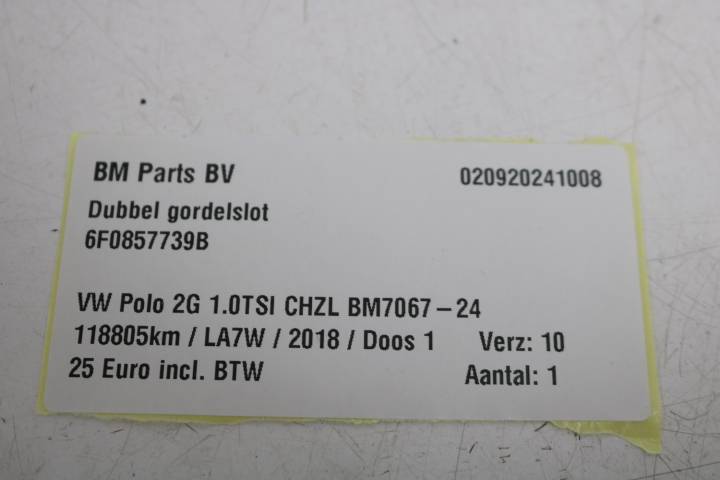 BM Parts BV 020920241008
Dubbel gordelslot
6F0857739B
VW Polo 2G 1.0TSI CHZL BM7067-24
118805km / LA7W / 2018 / Doos 1 Verz: 10
25 Euro incl. BTW Aantal: 1